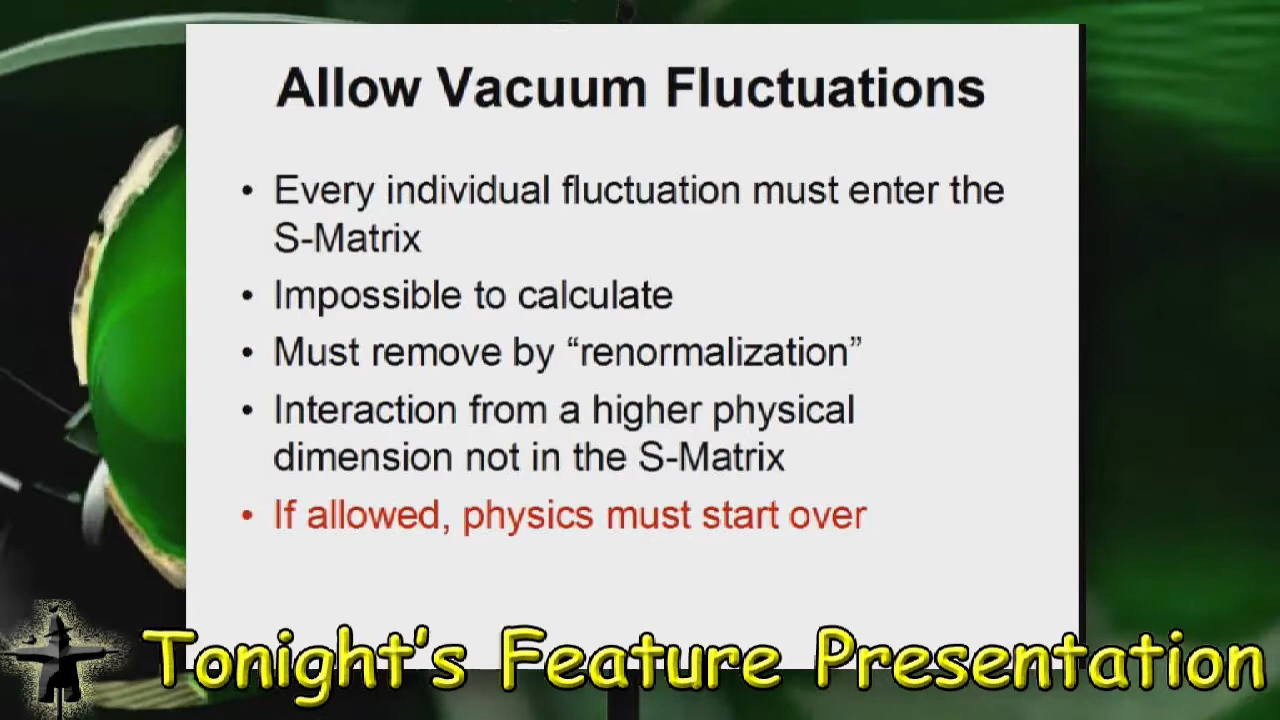 Allow Vacuum Fluctuations
• Every individual fluctuation must enter the
S-Matrix
• Impossible to calculate
• Must remove by “renormalization”
• Interaction from a higher physical
dimension not in the S-Matrix
• If allowed, physics must start over
Tonight’s Feature Presentation